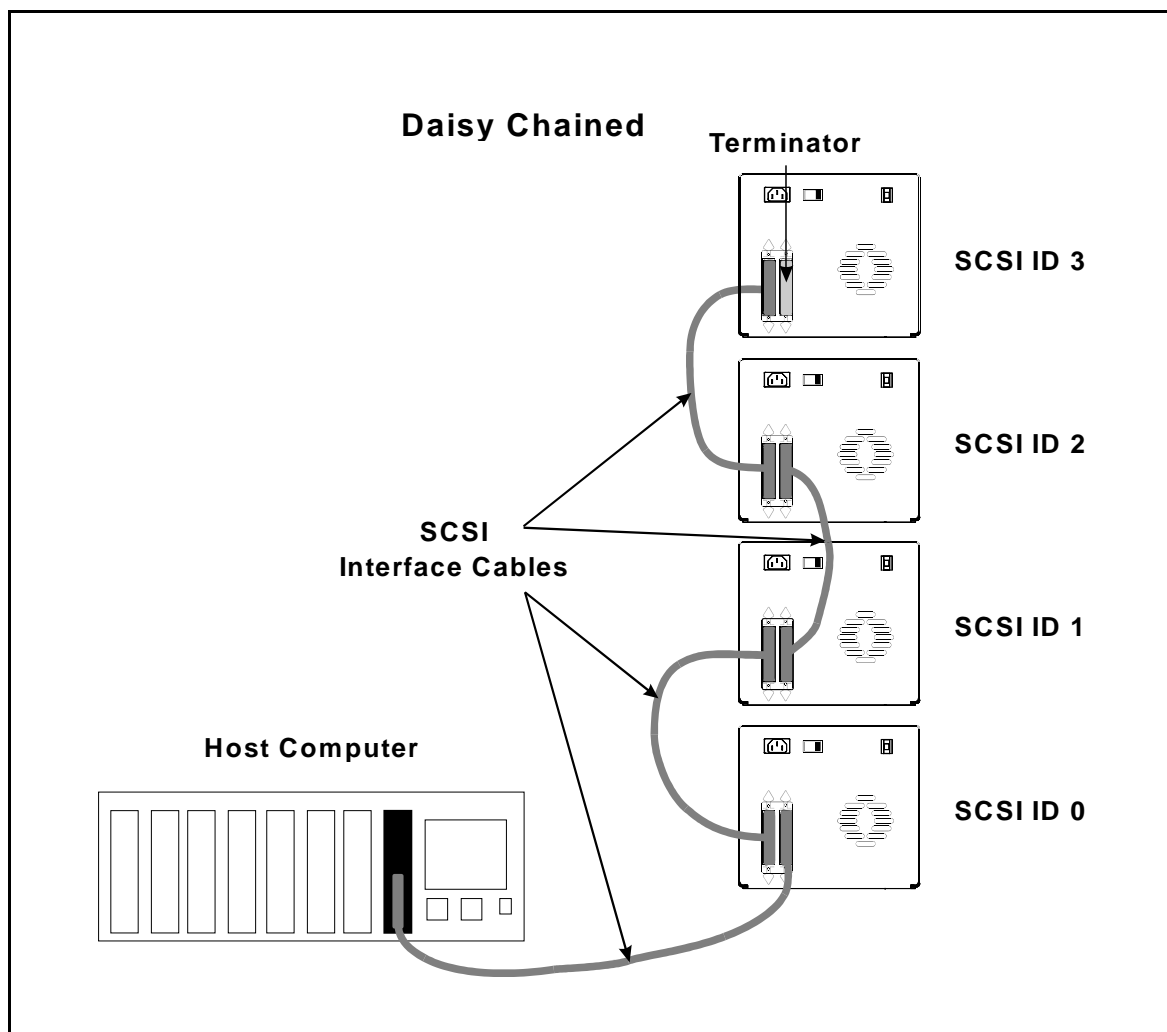 Daisy Chained
Terminator
SCSI ID 3
SCSI ID 2
SCSI
Interface Cables
SCSI ID 1
Host Computer
SCSI ID 0